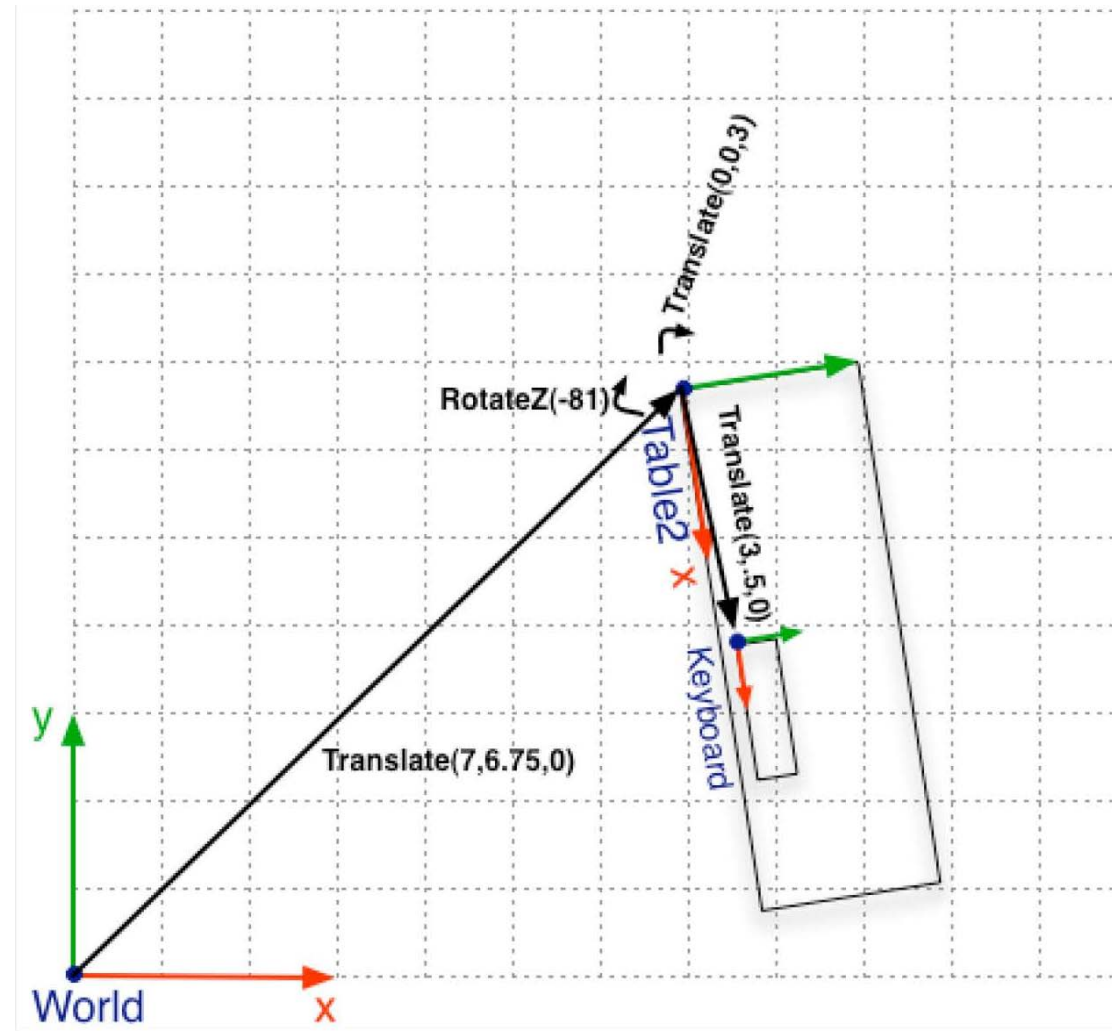 Translate(0,0,3)
RotateZ(-81)
Table2
x
Translate(3,.5,0)
Keyboard
y
Translate(7,6.75,0)
World
x